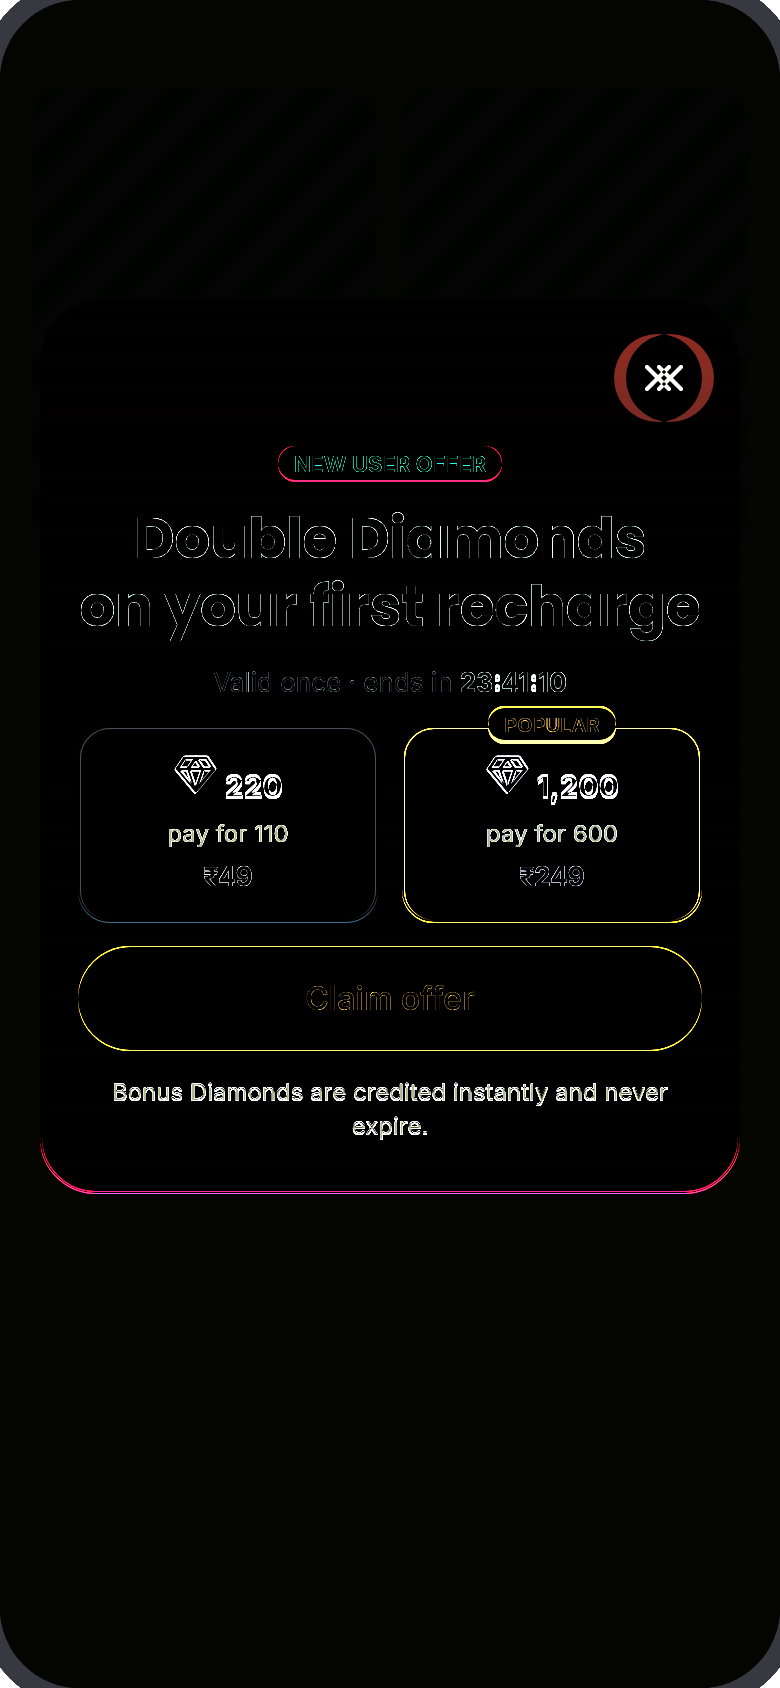 NEW USER OFFER
Double Diamonds
on your first recharge
Valid once · ends in 23:41:10
POPULAR
220
1,200
pay for 110
pay for 600
₹49
₹249
Claim offer
Bonus Diamonds are credited instantly and never
expire.